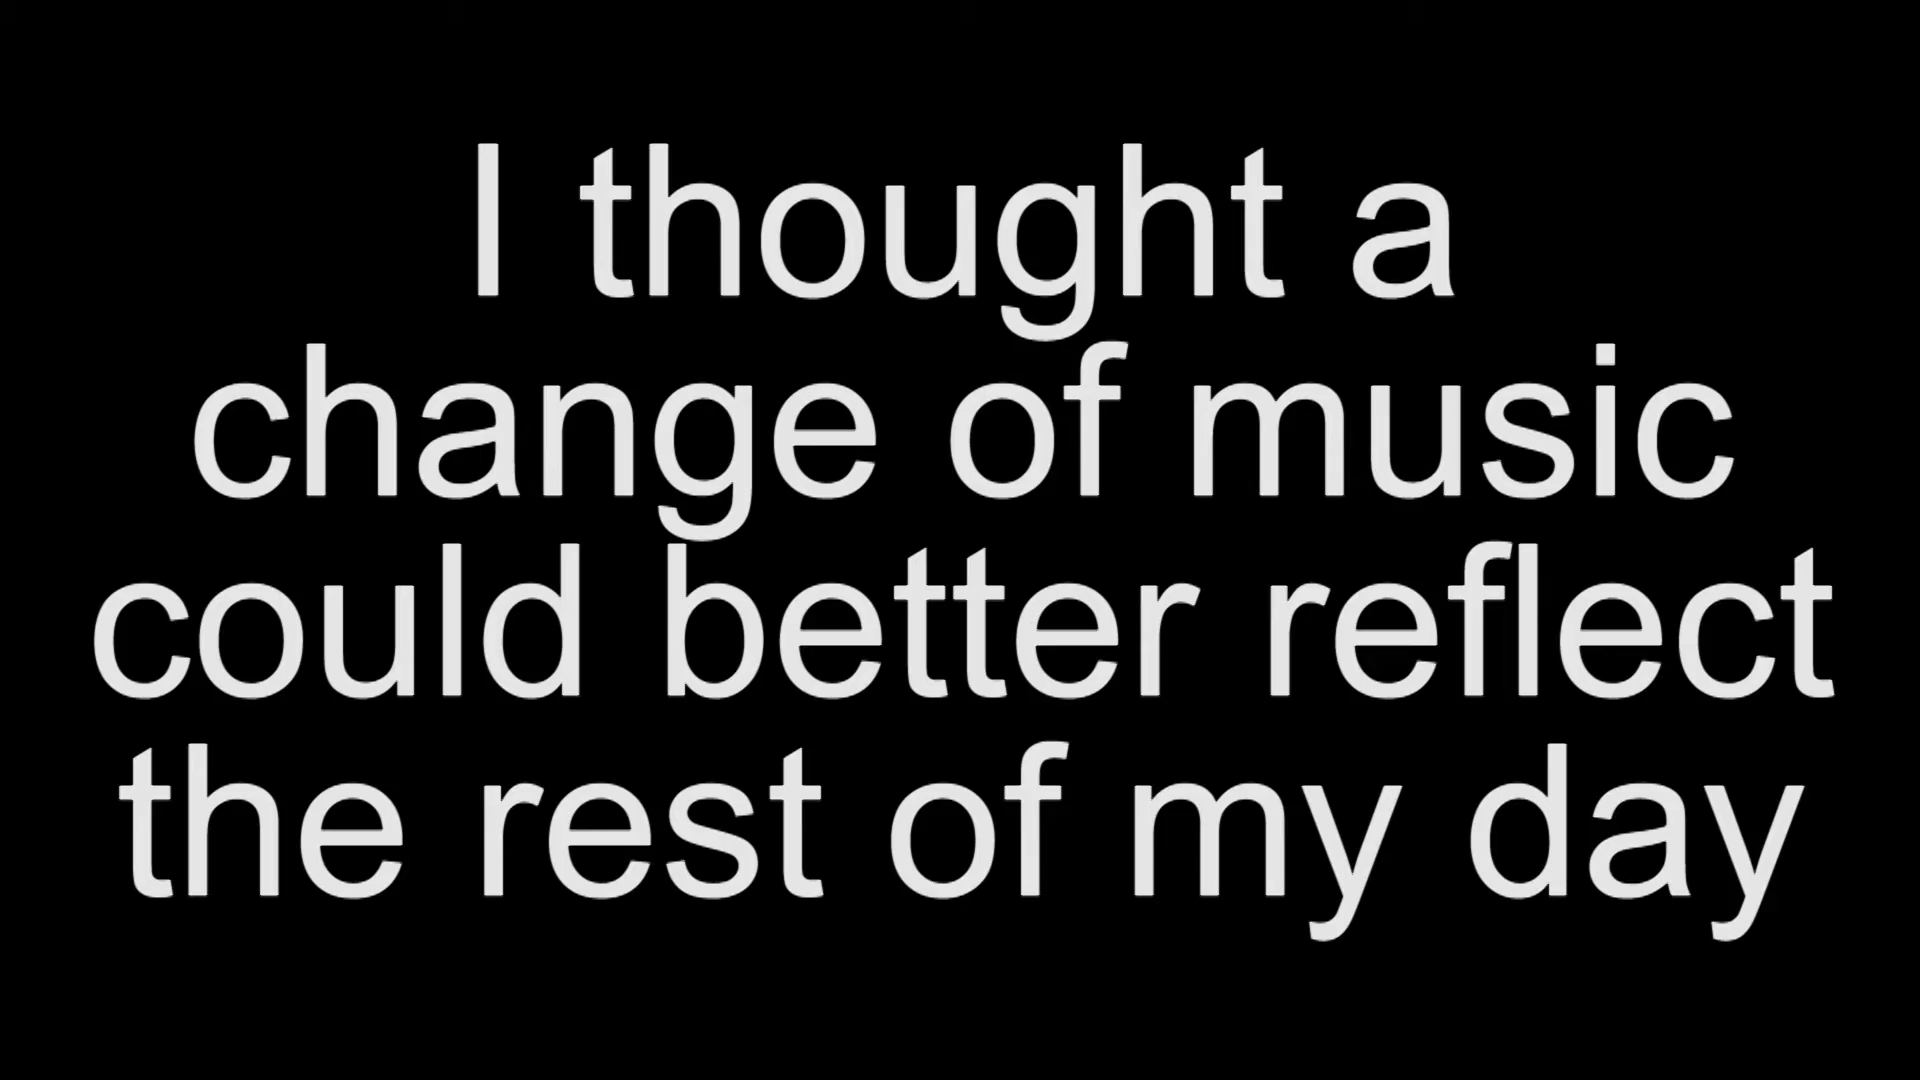 I thought a
change of music
could better reflect
the rest of my day